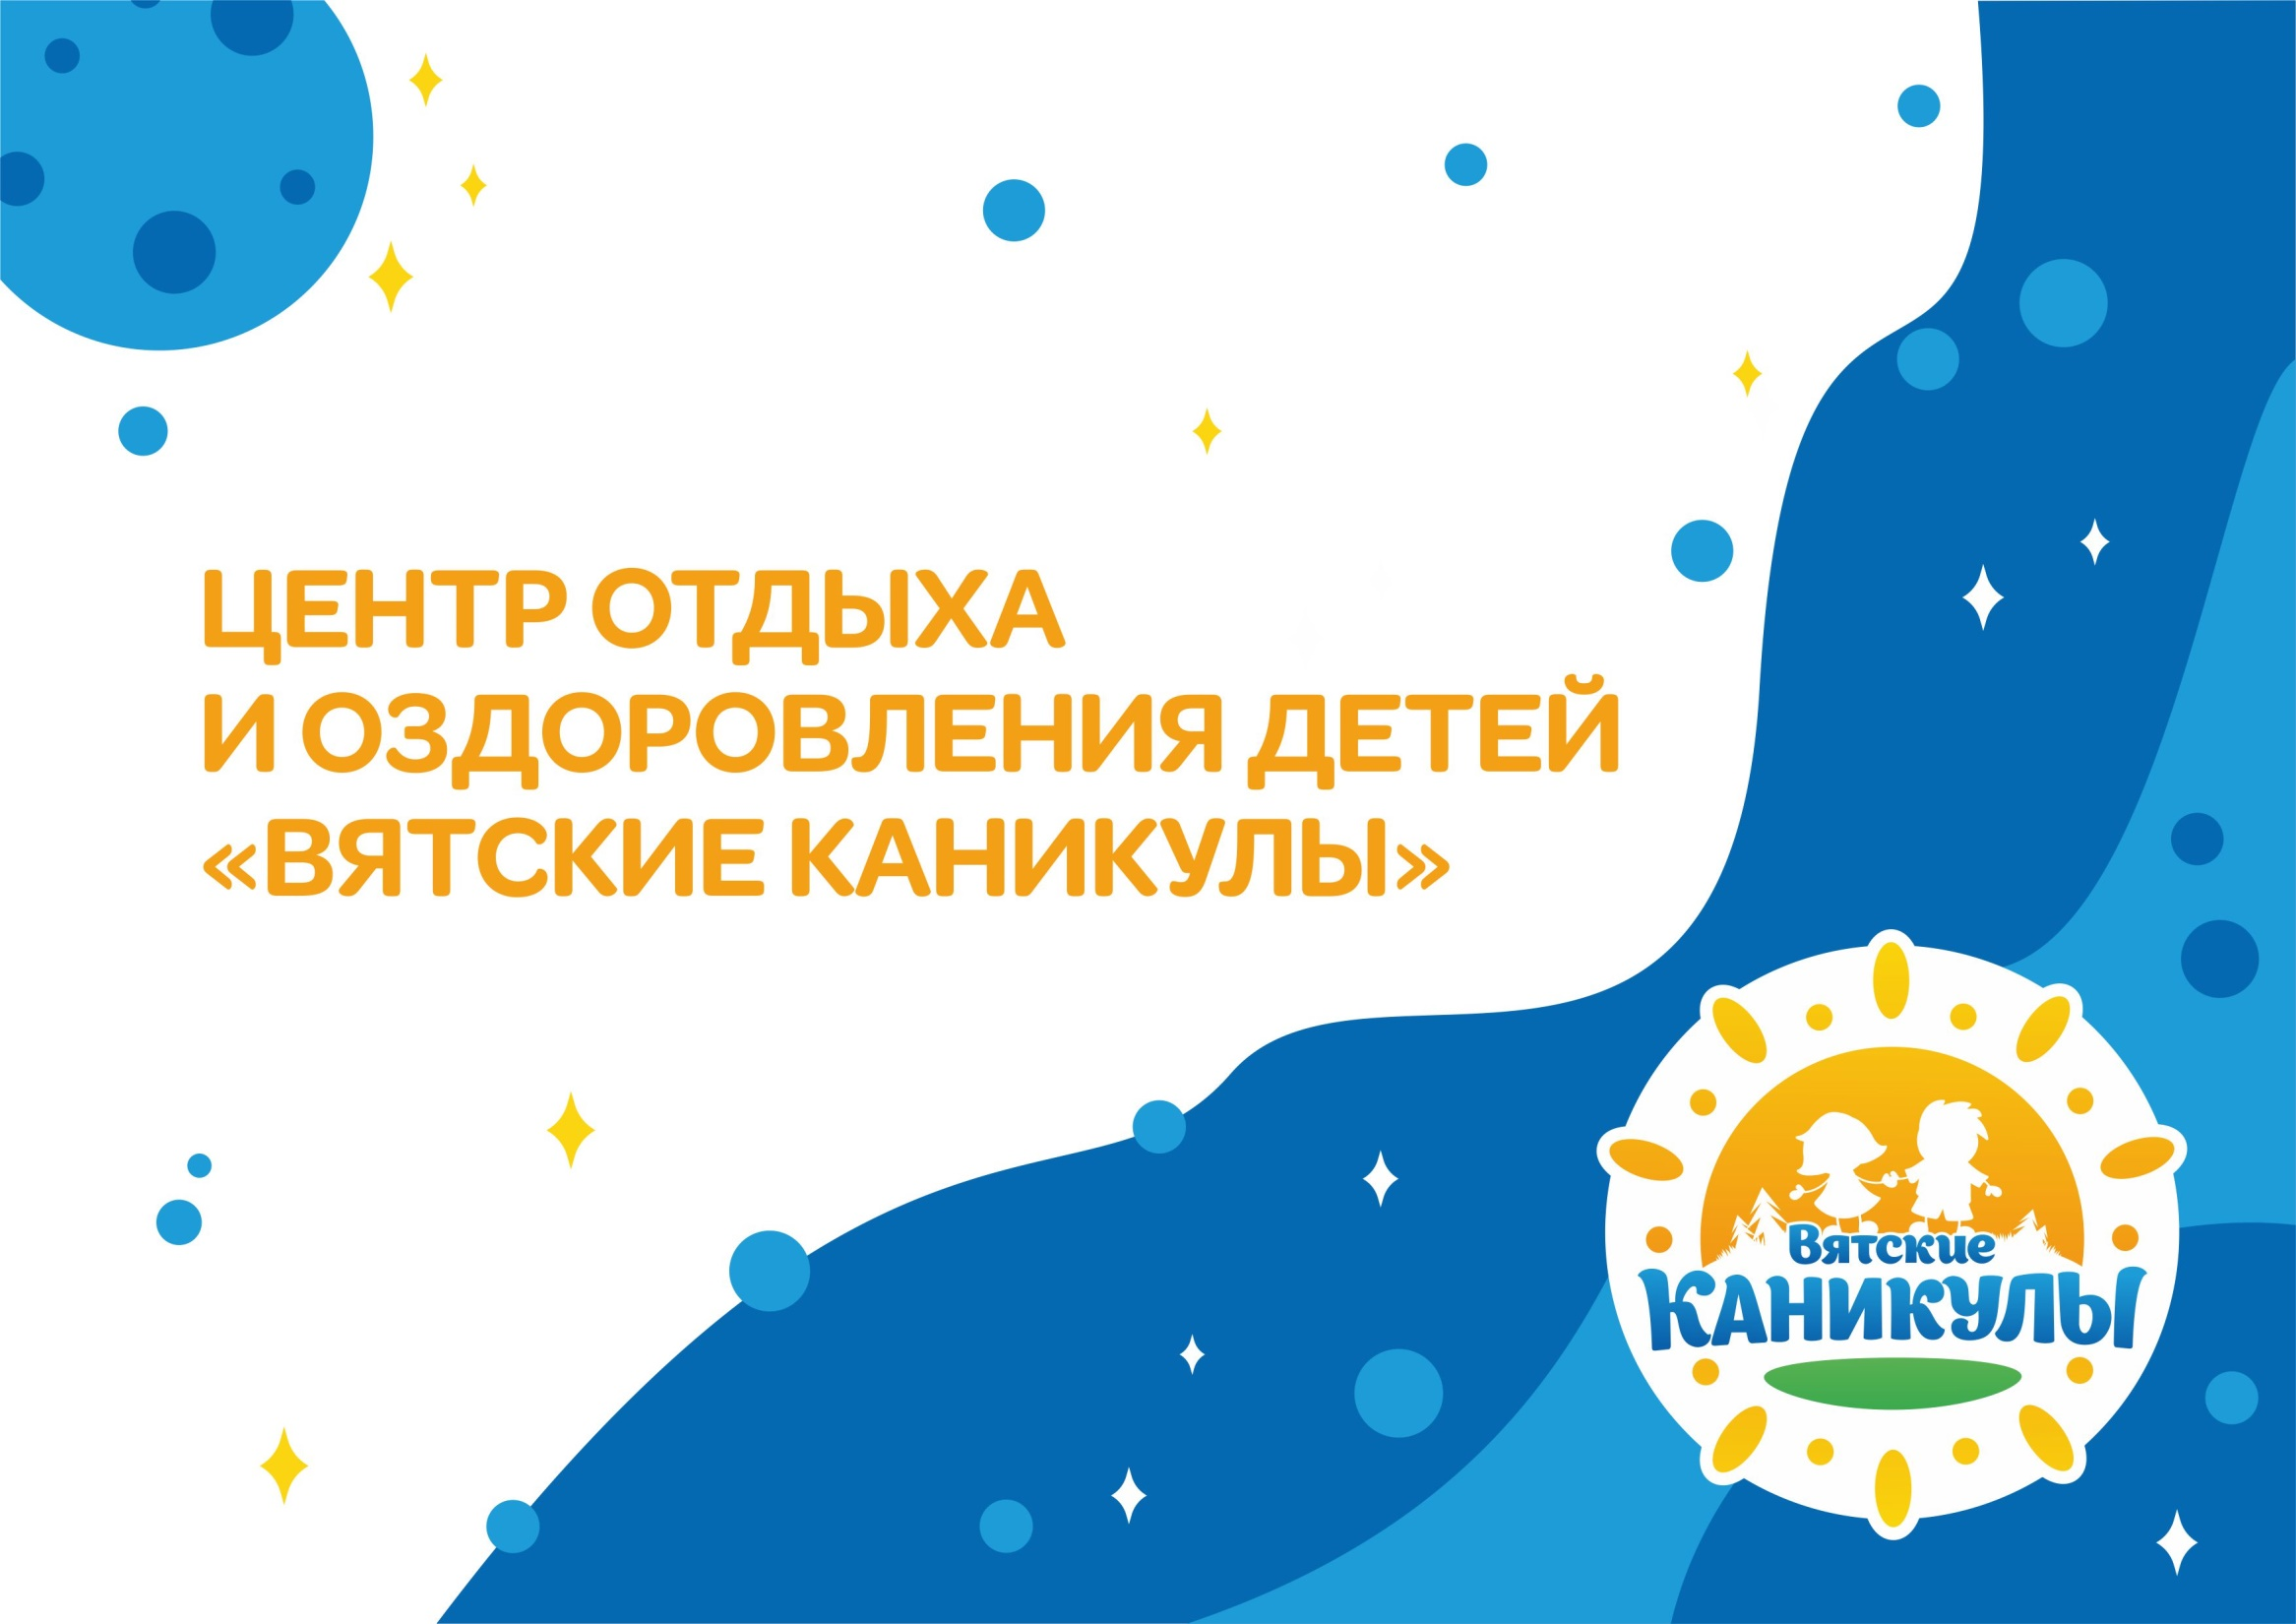 ЦЕНТР ОТДЫХА
И ОЗДОРОВЛЕНИЯ ДЕТЕЙ
«ВЯТСКИЕ КАНИКУЛЫ»
Вятские
КАНИКУЛЫ